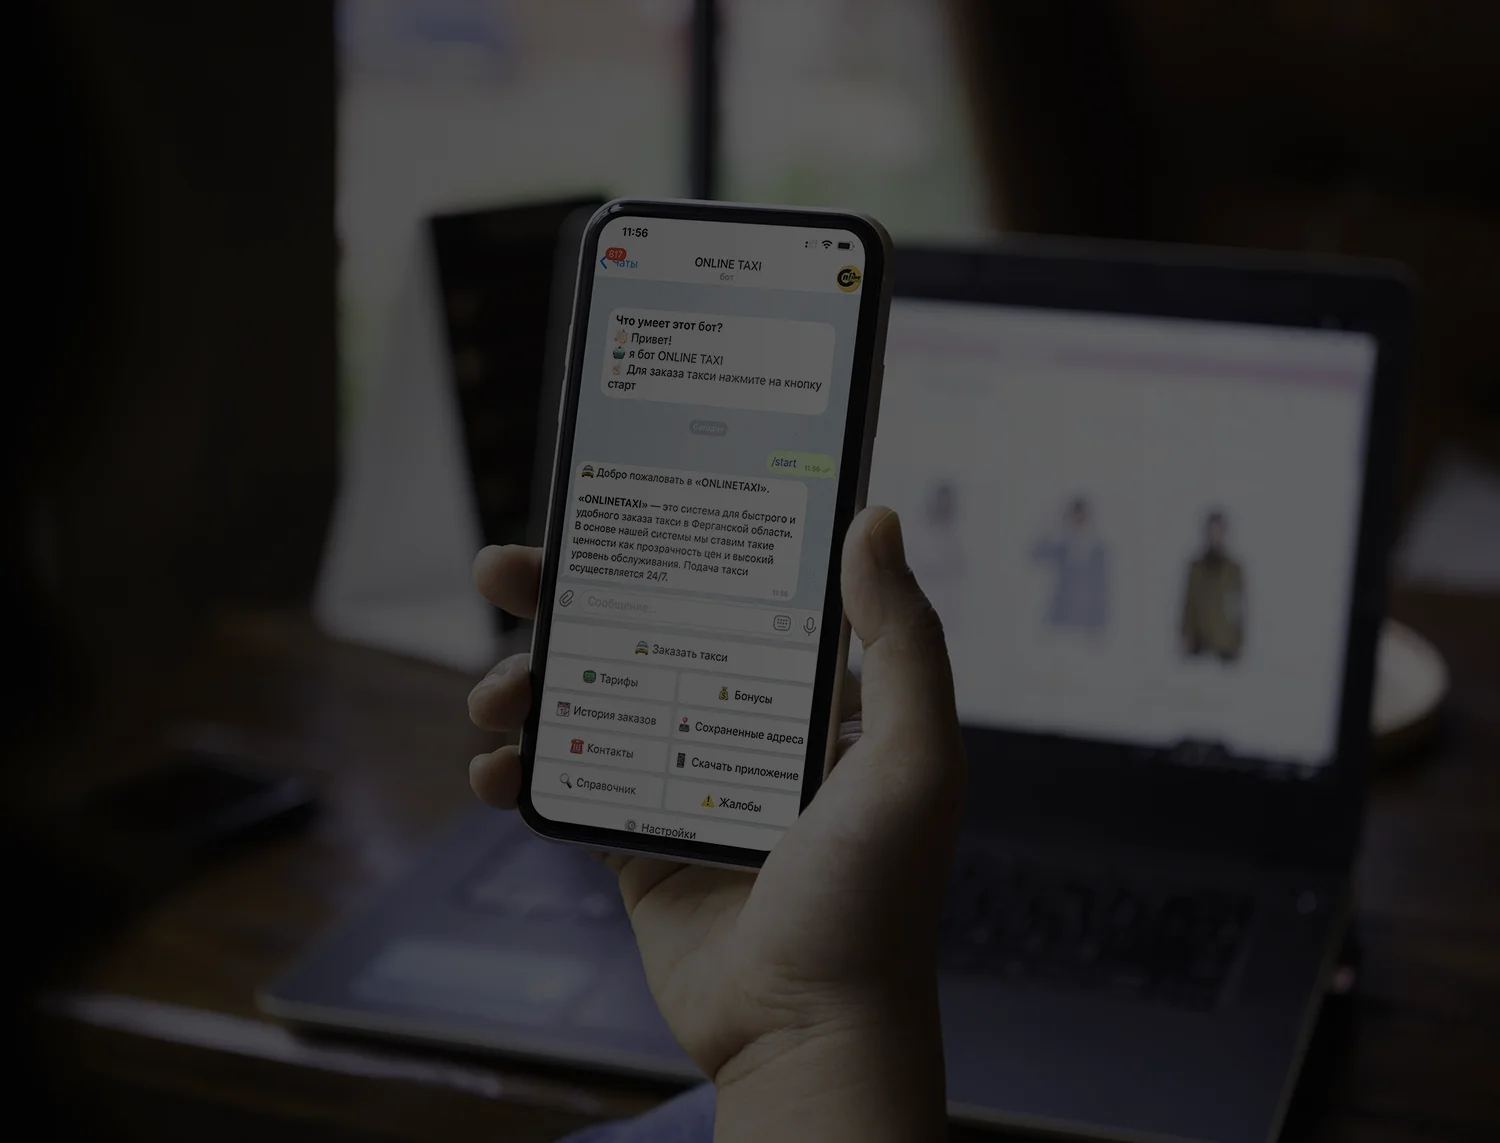 11:56
817
Чаты
ONLINE TAXI
бот
Что умеет этот бот?
Привет!
я бот ONLINE TAXI
Для заказа такси нажмите на кнопку
старт
Сегодня
/start 11:56
Добро пожаловать в «ONLINETAXI».
«ONLINETAXI» — это система для быстрого и
удобного заказа такси в Ферганской области.
В основе нашей системы мы ставим такие
ценности как прозрачность цен и высокий
уровень обслуживания. Подача такси
осуществляется 24/7.
11:56
Сообщение...
Заказать такси
Тарифы
Бонусы
История заказов
Сохраненные адреса
Контакты
Скачать приложение
Справочник
Жалобы
Настройки